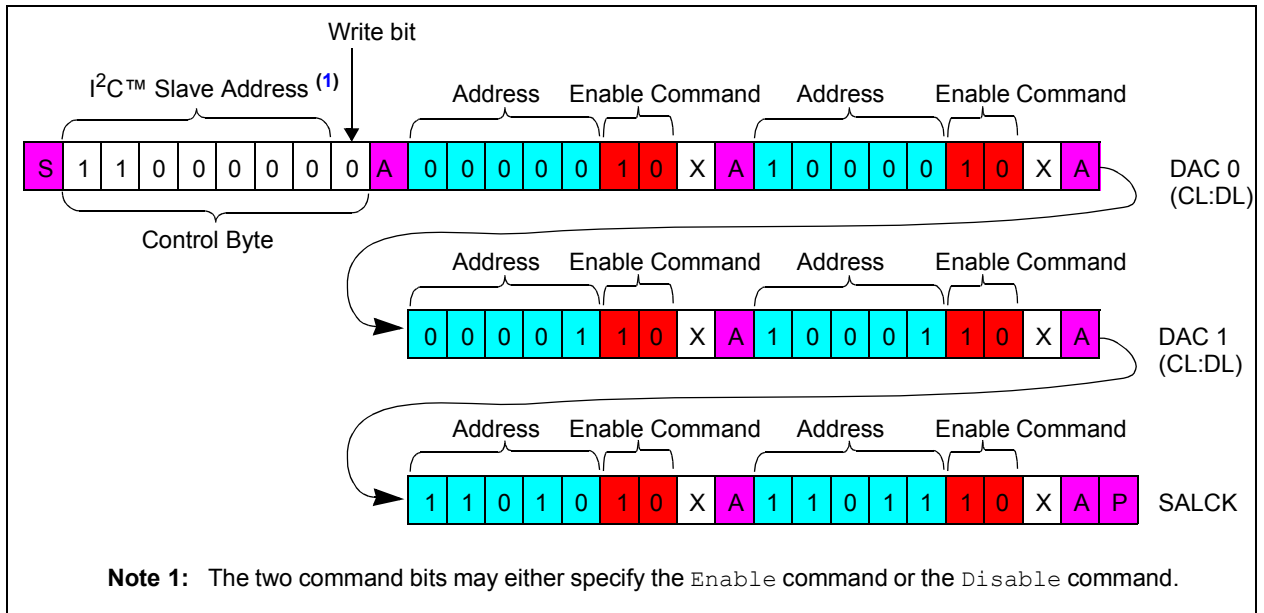 Write bit
I²C™ Slave Address (1)
Address Enable Command Address Enable Command
S 1 1 0 0 0 0 0 0 A 0 0 0 0 0 1 0 X A 1 0 0 0 0 1 0 X A DAC 0
(CL:DL)
Control Byte
Address Enable Command Address Enable Command
0 0 0 0 1 1 0 X A 1 0 0 0 1 1 0 X A DAC 1
(CL:DL)
Address Enable Command Address Enable Command
1 1 0 1 0 1 0 X A 1 1 0 1 1 1 0 X A P SALCK
Note 1: The two command bits may either specify the Enable command or the Disable command.